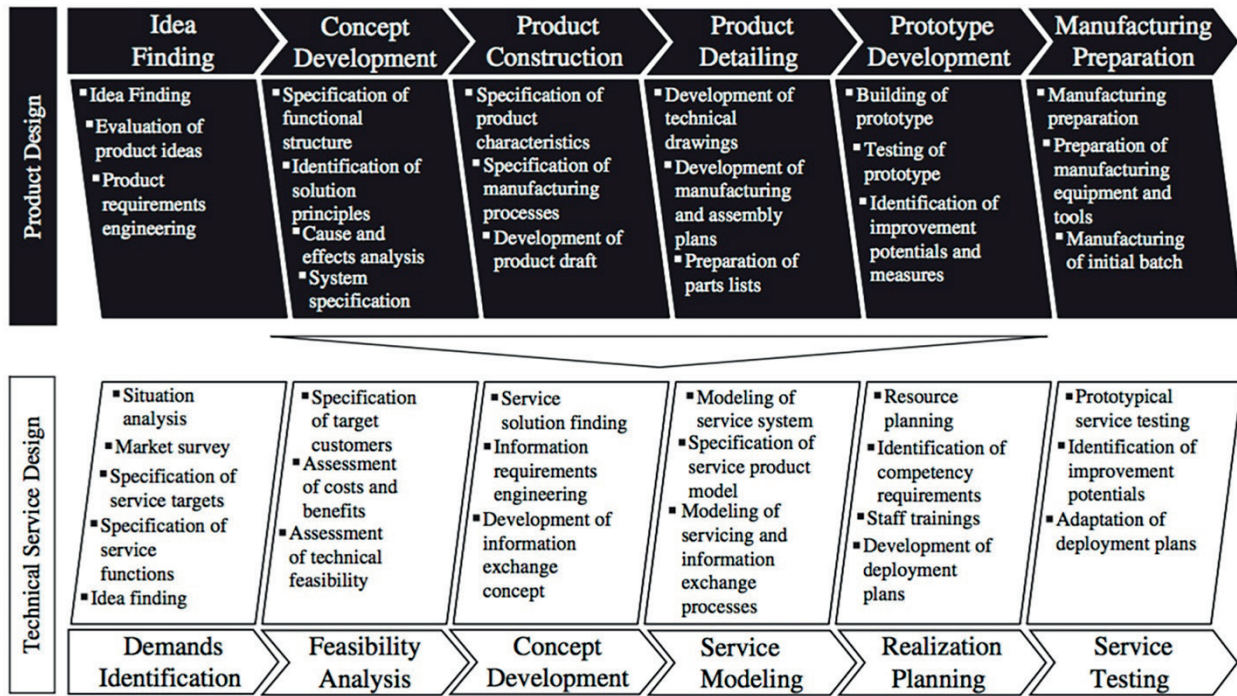 Product Design
Idea
Finding
Concept
Development
Product
Construction
Product
Detailing
Prototype
Development
Manufacturing
Preparation
▪ Idea Finding
▪ Evaluation of
product ideas
▪ Product
requirements
engineering
▪ Specification of
functional
structure
▪ Identification of
solution
principles
▪ Cause and
effects analysis
▪ System
specification
▪ Specification of
product
characteristics
▪ Specification of
manufacturing
processes
▪ Development of
product draft
▪ Development of
technical
drawings
▪ Development of
manufacturing
and assembly
plans
▪ Preparation of
parts lists
▪ Building of
prototype
▪ Testing of
prototype
▪ Identification of
improvement
potentials and
measures
▪ Manufacturing
preparation
▪ Preparation of
manufacturing
equipment and
tools
▪ Manufacturing
of initial batch
Technical Service Design
▪ Situation
analysis
▪ Market survey
▪ Specification of
service targets
▪ Specification of
service
functions
▪ Idea finding
▪ Specification
of target
customers
▪ Assessment
of costs and
benefits
▪ Assessment
of technical
feasibility
▪ Service
solution finding
▪ Information
requirements
engineering
▪ Development of
information
exchange
concept
▪ Modeling of
service system
▪ Specification of
service product
model
▪ Modeling of
servicing and
information
exchange
processes
▪ Resource
planning
▪ Identification of
competency
requirements
▪ Staff trainings
▪ Development of
deployment
plans
▪ Prototypical
service testing
▪ Identification of
improvement
potentials
▪ Adaptation of
deployment plans
Demands
Identification
Feasibility
Analysis
Concept
Development
Service
Modeling
Realization
Planning
Service
Testing